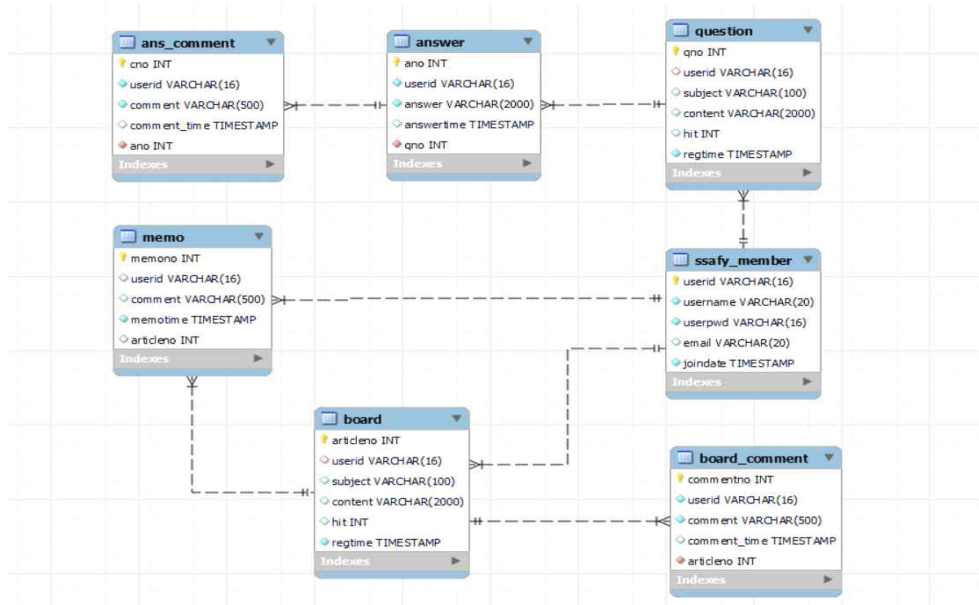 ans_comment
cno INT
userid VARCHAR(16)
comment VARCHAR(500)
comment_time TIMESTAMP
ano INT
Indexes
answer
ano INT
userid VARCHAR(16)
answer VARCHAR(2000)
answertime TIMESTAMP
qno INT
Indexes
question
qno INT
userid VARCHAR(16)
subject VARCHAR(100)
content VARCHAR(2000)
hit INT
regtime TIMESTAMP
Indexes
memo
memono INT
userid VARCHAR(16)
comment VARCHAR(500)
memotime TIMESTAMP
articleno INT
Indexes
ssafy_member
userid VARCHAR(16)
username VARCHAR(20)
userpwd VARCHAR(16)
email VARCHAR(20)
joindate TIMESTAMP
Indexes
board
articleno INT
userid VARCHAR(16)
subject VARCHAR(100)
content VARCHAR(2000)
hit INT
regtime TIMESTAMP
Indexes
board_comment
commentno INT
userid VARCHAR(16)
comment VARCHAR(500)
comment_time TIMESTAMP
articleno INT
Indexes